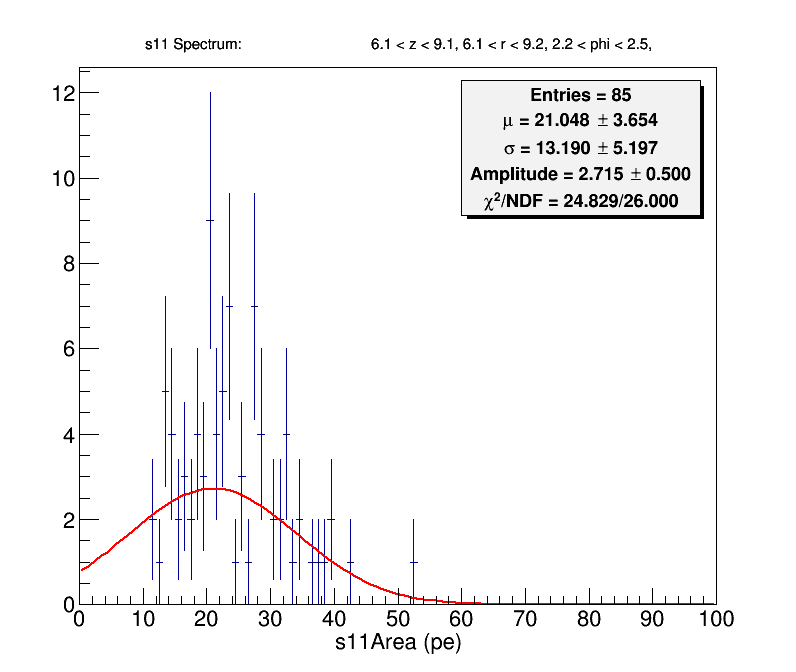 s11 Spectrum: 6.1 < z < 9.1, 6.1 < r < 9.2, 2.2 < phi < 2.5,
Entries = 85
μ = 21.048 ± 3.654
σ = 13.190 ± 5.197
Amplitude = 2.715 ± 0.500
χ²/NDF = 24.829/26.000
12
10
8
6
4
2
0
0 10 20 30 40 50 60 70 80 90 100
s11Area (pe)